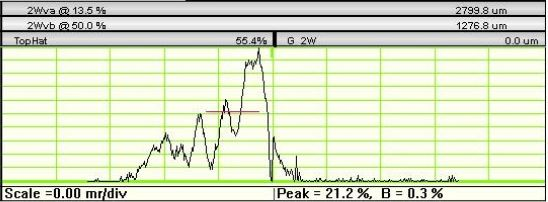 2Wva @ 13.5 % 2799.8 um
2Wvb @ 50.0 % 1276.8 um
TopHat 55.4% G 2W 0.0 um
Scale =0.00 mr/div Peak = 21.2 %, B = 0.3 %